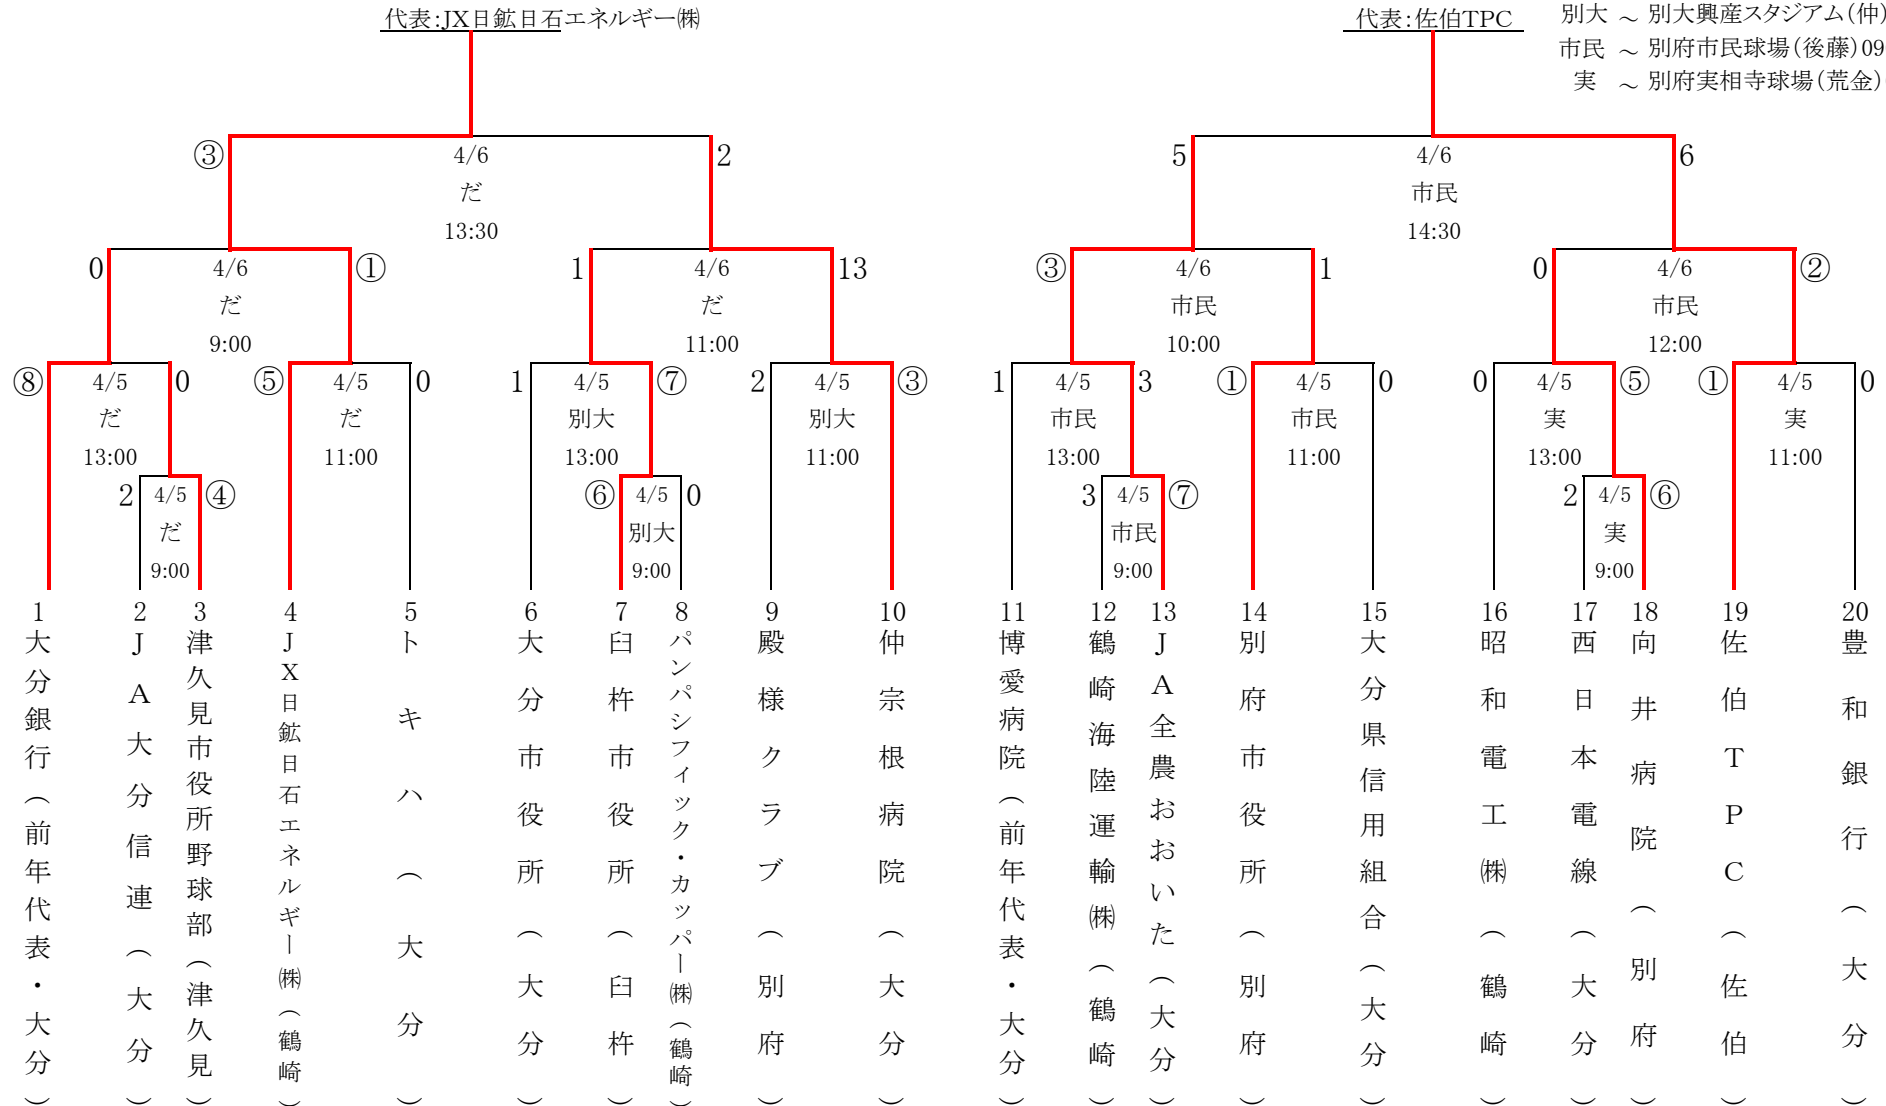 代表:JX日鉱日石エネルギー㈱
代表:佐伯TPC
別大 ～ 別大興産スタジアム(仲)
市民 ～ 別府市民球場(後藤)09
実 ～ 別府実相寺球場(荒金)
③ 4/6 2
だ
13:30
5 4/6 6
市民
14:30
0 4/6 ①
だ
9:00
1 4/6 13
だ
11:00
③ 4/6 1
市民
10:00
0 4/6 ②
市民
12:00
⑧ 4/5 0
だ
13:00
⑤ 4/5 0
だ
11:00
1 4/5 ⑦
別大
13:00
2 4/5 ③
別大
11:00
1 4/5 3
市民
13:00
① 4/5 0
市民
11:00
0 4/5 ⑤
実
13:00
① 4/5 0
実
11:00
2 4/5 ④
だ
9:00
⑥ 4/5 0
別大
9:00
3 4/5 ⑦
市民
9:00
2 4/5 ⑥
実
9:00
1
大分銀行(前年代表・大分)
2
JA大分信連(大分)
3
津久見市役所野球部(津久見)
4
JX日鉱日石エネルギー㈱(鶴崎)
5
トキハ(大分)
6
大分市役所(大分)
7
臼杵市役所(臼杵)
8
パンパシフィック・カッパー㈱(鶴崎)
9
殿様クラブ(別府)
10
仲宗根病院(大分)
11
博愛病院(前年代表・大分)
12
鶴崎海陸運輸㈱(鶴崎)
13
JA全農おおいた(大分)
14
別府市役所(別府)
15
大分県信用組合(大分)
16
昭和電工㈱(鶴崎)
17
西日本電線(大分)
18
向井病院(別府)
19
佐伯TPC(佐伯)
20
豊和銀行(大分)